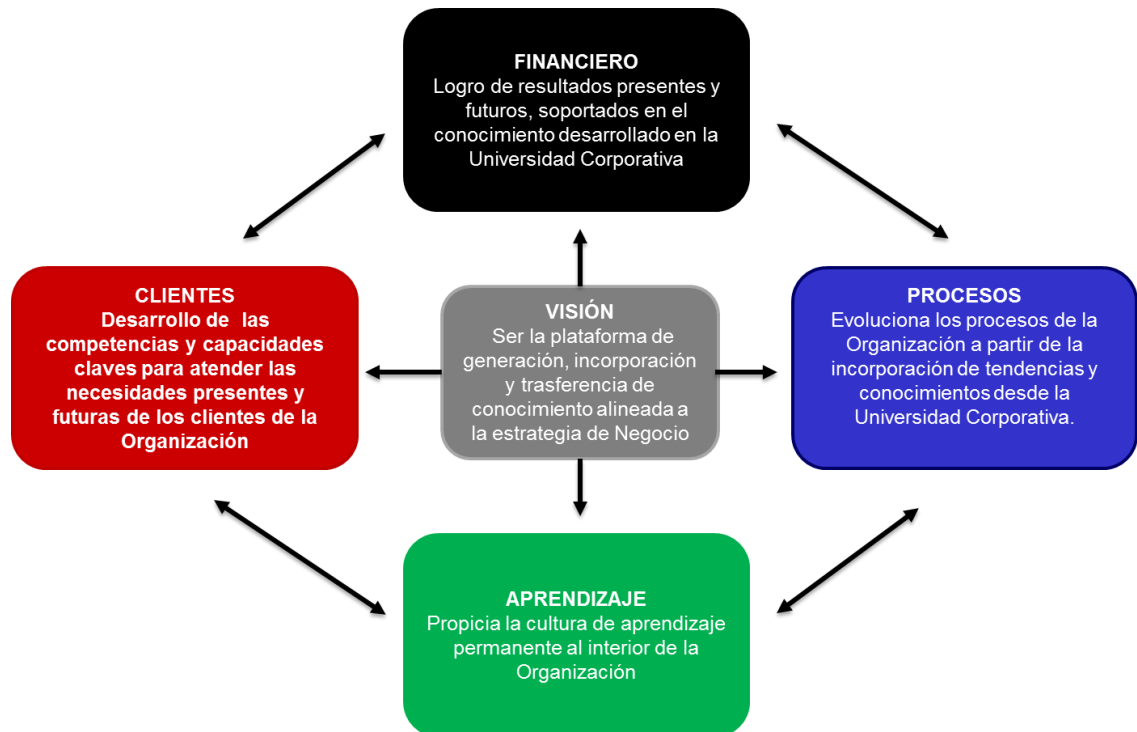 FINANCIERO
Logro de resultados presentes y
futuros, soportados en el
conocimiento desarrollado en la
Universidad Corporativa
CLIENTES
Desarrollo de las
competencias y capacidades
claves para atender las
necesidades presentes y
futuras de los clientes de la
Organización
VISIÓN
Ser la plataforma de
generación, incorporación
y trasferencia de
conocimiento alineada a
la estrategia de Negocio
PROCESOS
Evoluciona los procesos de la
Organización a partir de la
incorporación de tendencias y
conocimientos desde la
Universidad Corporativa.
APRENDIZAJE
Propicia la cultura de aprendizaje
permanente al interior de la
Organización